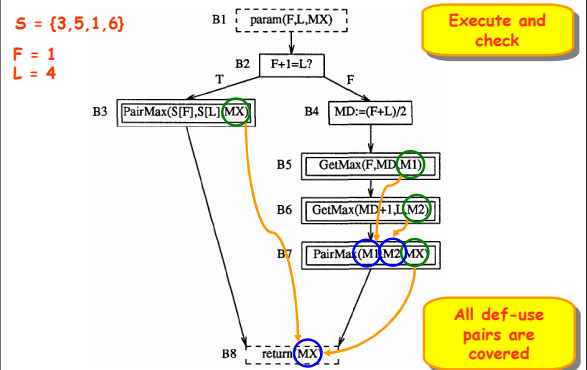 S = {3,5,1,6}
F = 1
L = 4
Execute and
check
B1 param(F,L,MX)
B2 F+1=L?
T F
B3 PairMax(S[F],S[L] MX)
B4 MD:=(F+L)/2
B5 GetMax(F,MD,M1)
B6 GetMax(MD+1,L,M2)
B7 PairMax(M1 M2 MX)
B8 return MX
All def-use
pairs are
covered